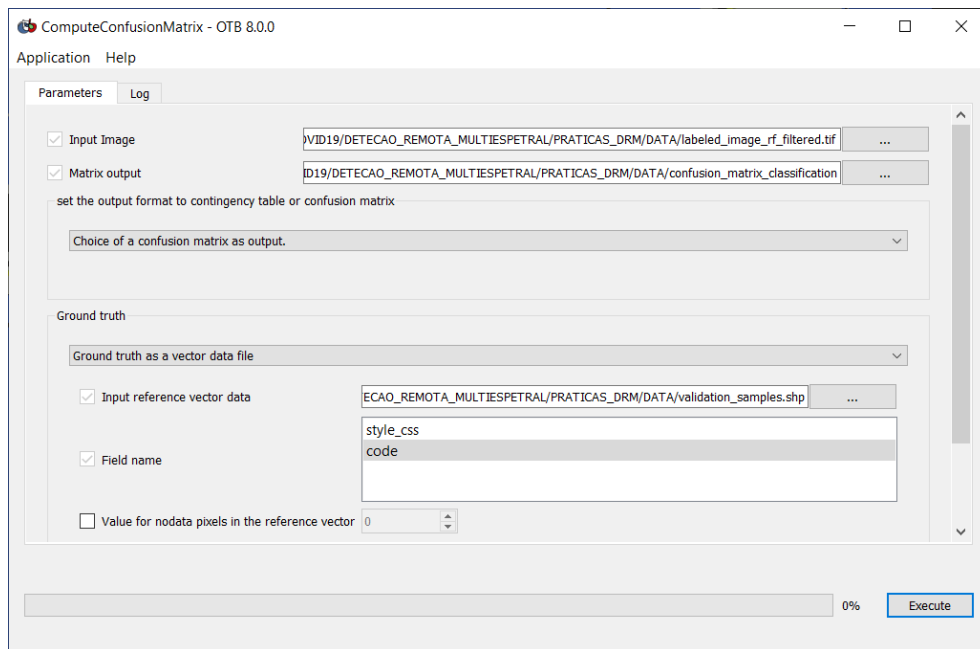 ComputeConfusionMatrix - OTB 8.0.0
Application Help
Parameters Log
Input Image )VID19/DETECAO_REMOTA_MULTIESPETRAL/PRATICAS_DRM/DATA/labeled_image_rf_filtered.tif ...
Matrix output ID19/DETECAO_REMOTA_MULTIESPETRAL/PRATICAS_DRM/DATA/confusion_matrix_classification ...
set the output format to contingency table or confusion matrix
Choice of a confusion matrix as output.
Ground truth
Ground truth as a vector data file
Input reference vector data ECAO_REMOTA_MULTIESPETRAL/PRATICAS_DRM/DATA/validation_samples.shp ...
style_css
code
Field name
Value for nodata pixels in the reference vector 0
0% Execute